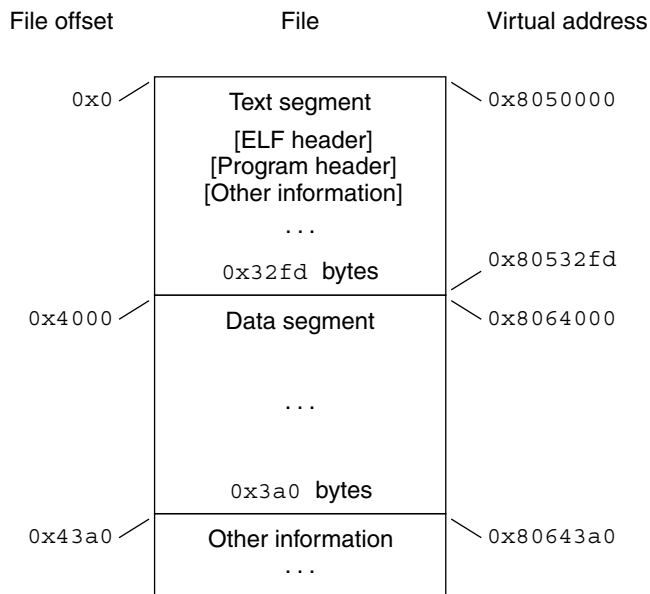 File offset File Virtual address
0x0 Text segment 0x8050000
[ELF header]
[Program header]
[Other information]
. . .
0x80532fd
0x32fd bytes
0x4000 Data segment 0x8064000
. . .
0x3a0 bytes
0x43a0 Other information 0x80643a0
. . .